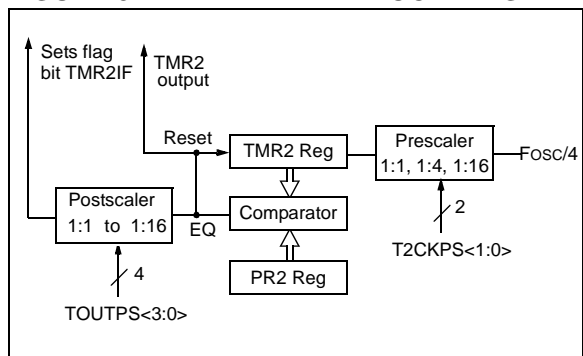 Sets flag
bit TMR2IF
TMR2
output
Reset
TMR2 Reg
Prescaler
1:1, 1:4, 1:16
FOSC/4
Postscaler
1:1 to 1:16
EQ
Comparator
2
T2CKPS<1:0>
4
PR2 Reg
TOUTPS<3:0>